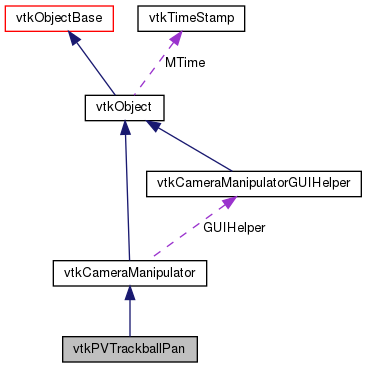 vtkObjectBase
vtkTimeStamp
MTime
vtkObject
vtkCameraManipulatorGUIHelper
GUIHelper
vtkCameraManipulator
vtkPVTrackballPan